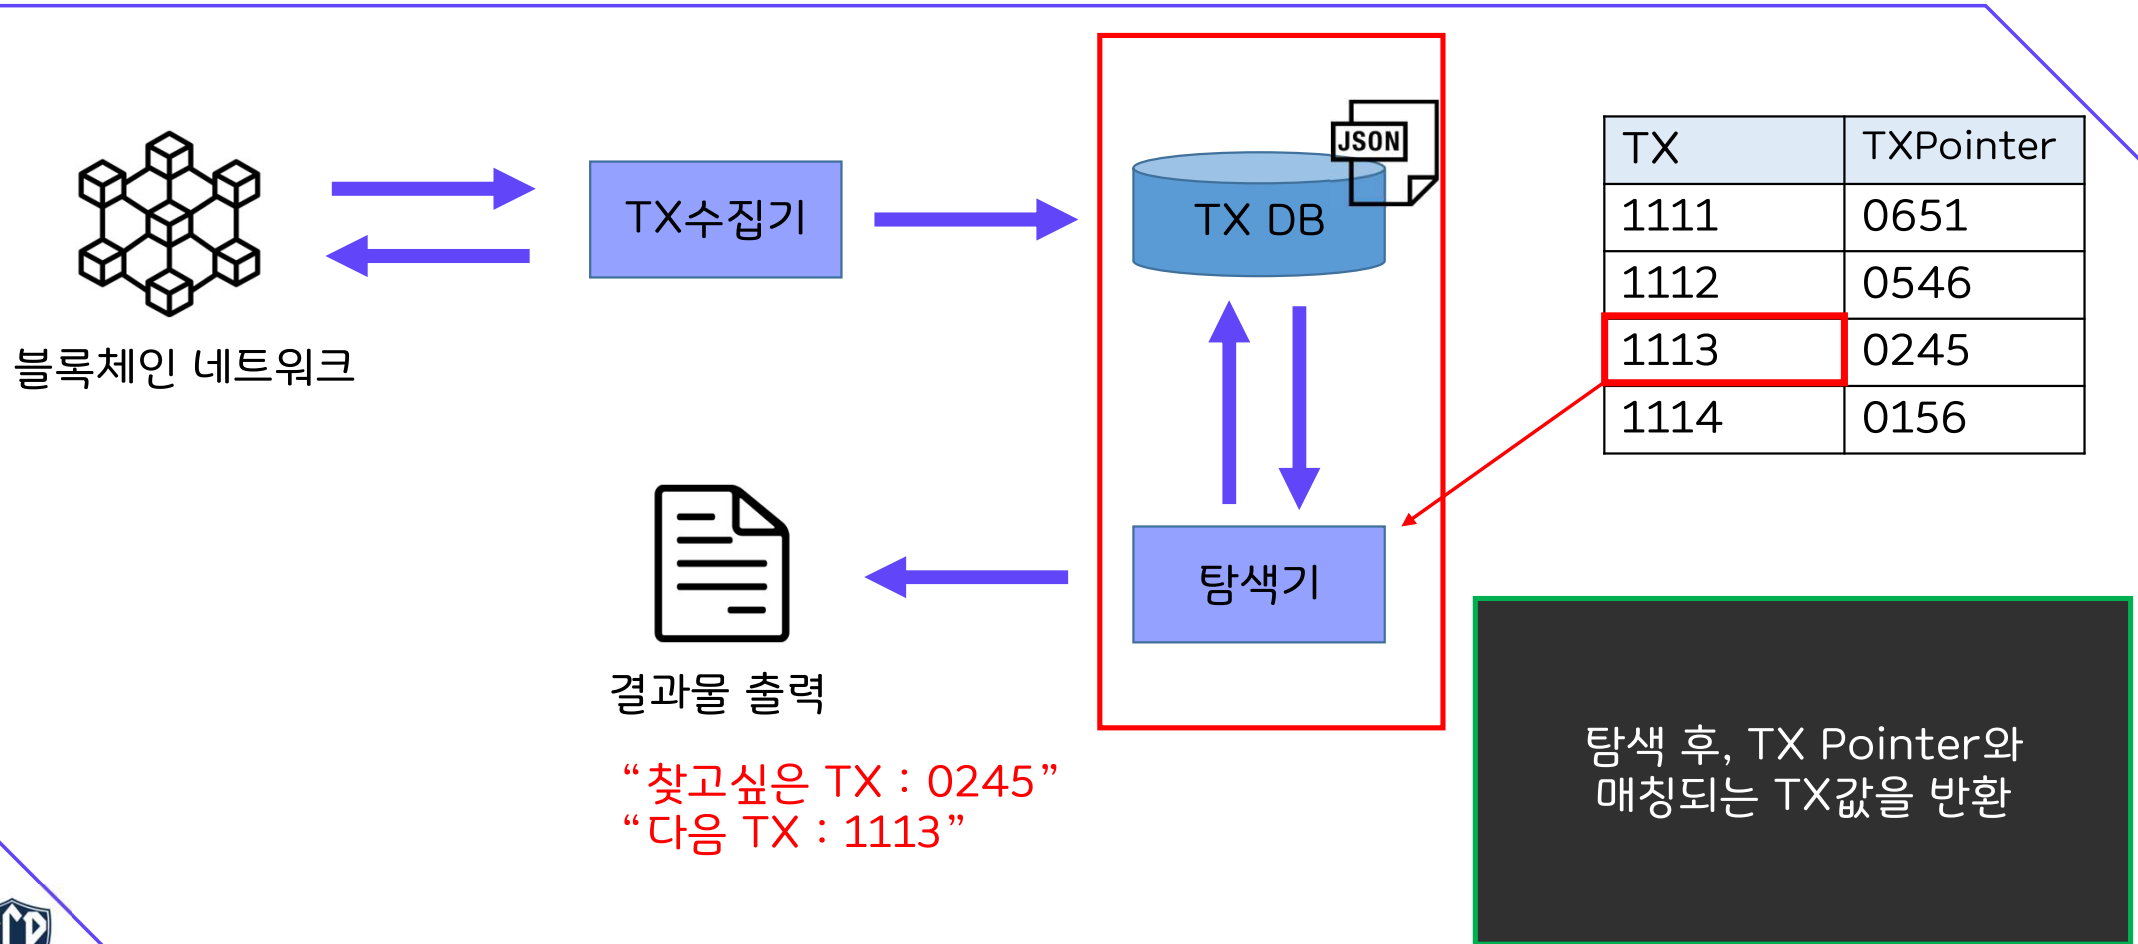 블록체인 네트워크
TX수집기
JSON
TX DB
탐색기
결과물 출력
“찾고싶은 TX : 0245”
“다음 TX : 1113”
TX TXPointer
1111 0651
1112 0546
1113 0245
1114 0156
탐색 후, TX Pointer와
매칭되는 TX값을 반환